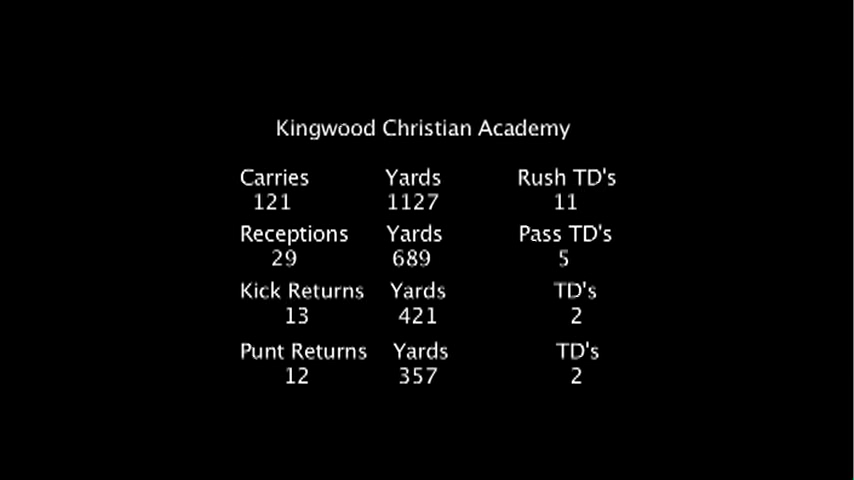 Kingwood Christian Academy
Carries Yards Rush TD's
121 1127 11
Receptions Yards Pass TD's
29 689 5
Kick Returns Yards TD's
13 421 2
Punt Returns Yards TD's
12 357 2